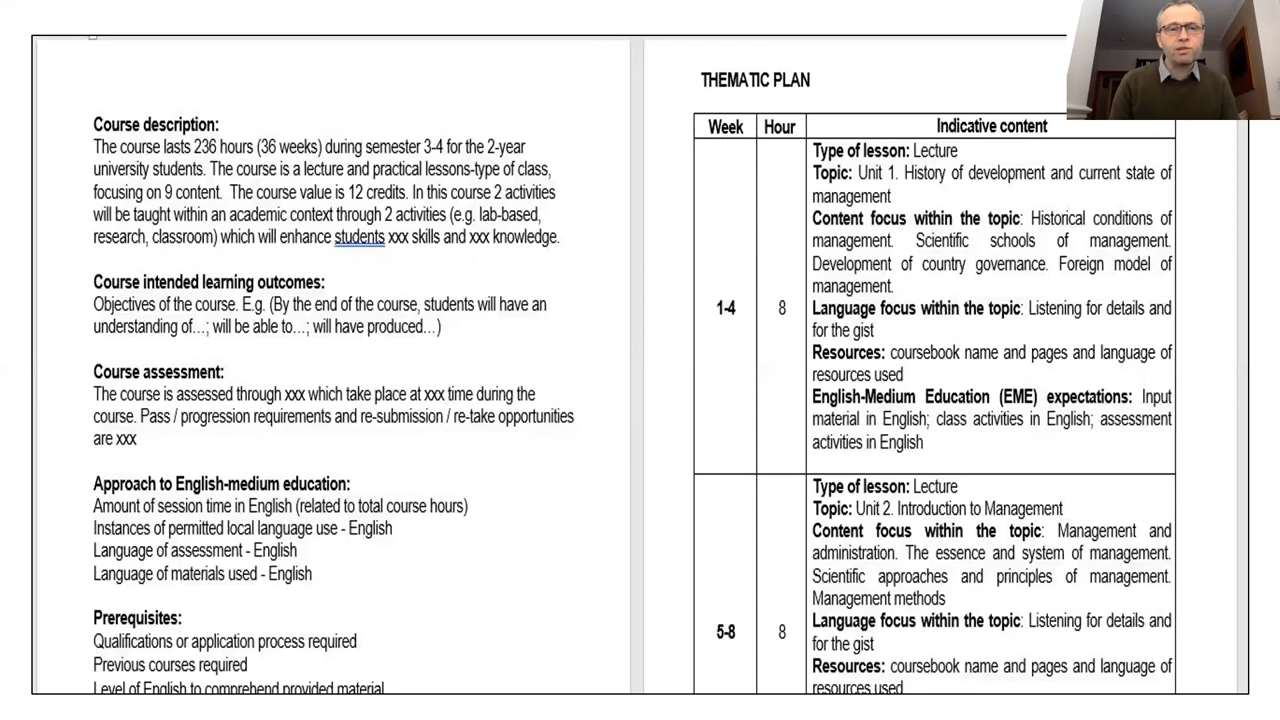 Course description:
The course lasts 236 hours (36 weeks) during semester 3-4 for the 2-year
university students. The course is a lecture and practical lessons-type of class,
focusing on 9 content.  The course value is 12 credits. In this course 2 activities
will be taught within an academic context through 2 activities (e.g. lab-based,
research, classroom) which will enhance students xxx skills and xxx knowledge.
Course intended learning outcomes:
Objectives of the course. E.g. (By the end of the course, students will have an
understanding of…; will be able to…; will have produced…)
Course assessment:
The course is assessed through xxx which take place at xxx time during the
course. Pass / progression requirements and re-submission / re-take opportunities
are xxx
Approach to English-medium education:
Amount of session time in English (related to total course hours)
Instances of permitted local language use - English
Language of assessment - English
Language of materials used - English
Prerequisites:
Qualifications or application process required
Previous courses required
Level of English to comprehend provided material
THEMATIC PLAN
Week Hour Indicative content
1-4 8
Type of lesson: Lecture
Topic: Unit 1. History of development and current state of
management
Content focus within the topic: Historical conditions of
management. Scientific schools of management.
Development of country governance. Foreign model of
management.
Language focus within the topic: Listening for details and
for the gist
Resources: coursebook name and pages and language of
resources used
English-Medium Education (EME) expectations: Input
material in English; class activities in English; assessment
activities in English
5-8 8
Type of lesson: Lecture
Topic: Unit 2. Introduction to Management
Content focus within the topic: Management and
administration. The essence and system of management.
Scientific approaches and principles of management.
Management methods
Language focus within the topic: Listening for details and
for the gist
Resources: coursebook name and pages and language of
resources used